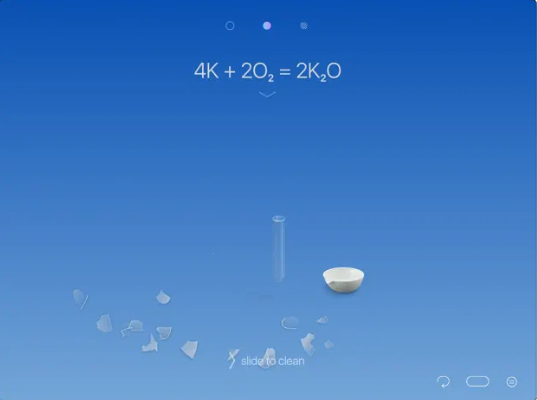 4K + 2O₂ = 2K₂O
slide to clean